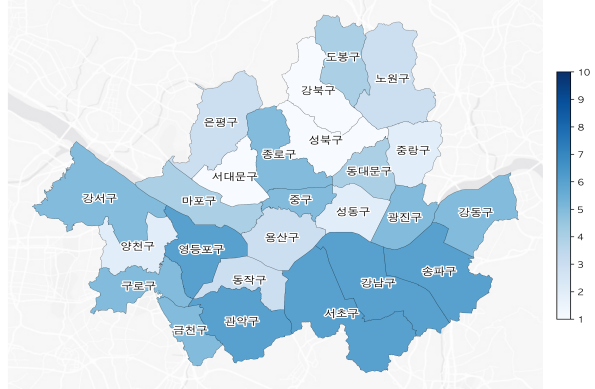 도봉구
노원구
강북구
은평구
성북구
종로구
중랑구
서대문구
동대문구
강서구
마포구
중구
성동구
광진구
강동구
양천구
영등포구
용산구
송파구
구로구
동작구
강남구
금천구
관악구
서초구
10
9
8
7
6
5
4
3
2
1